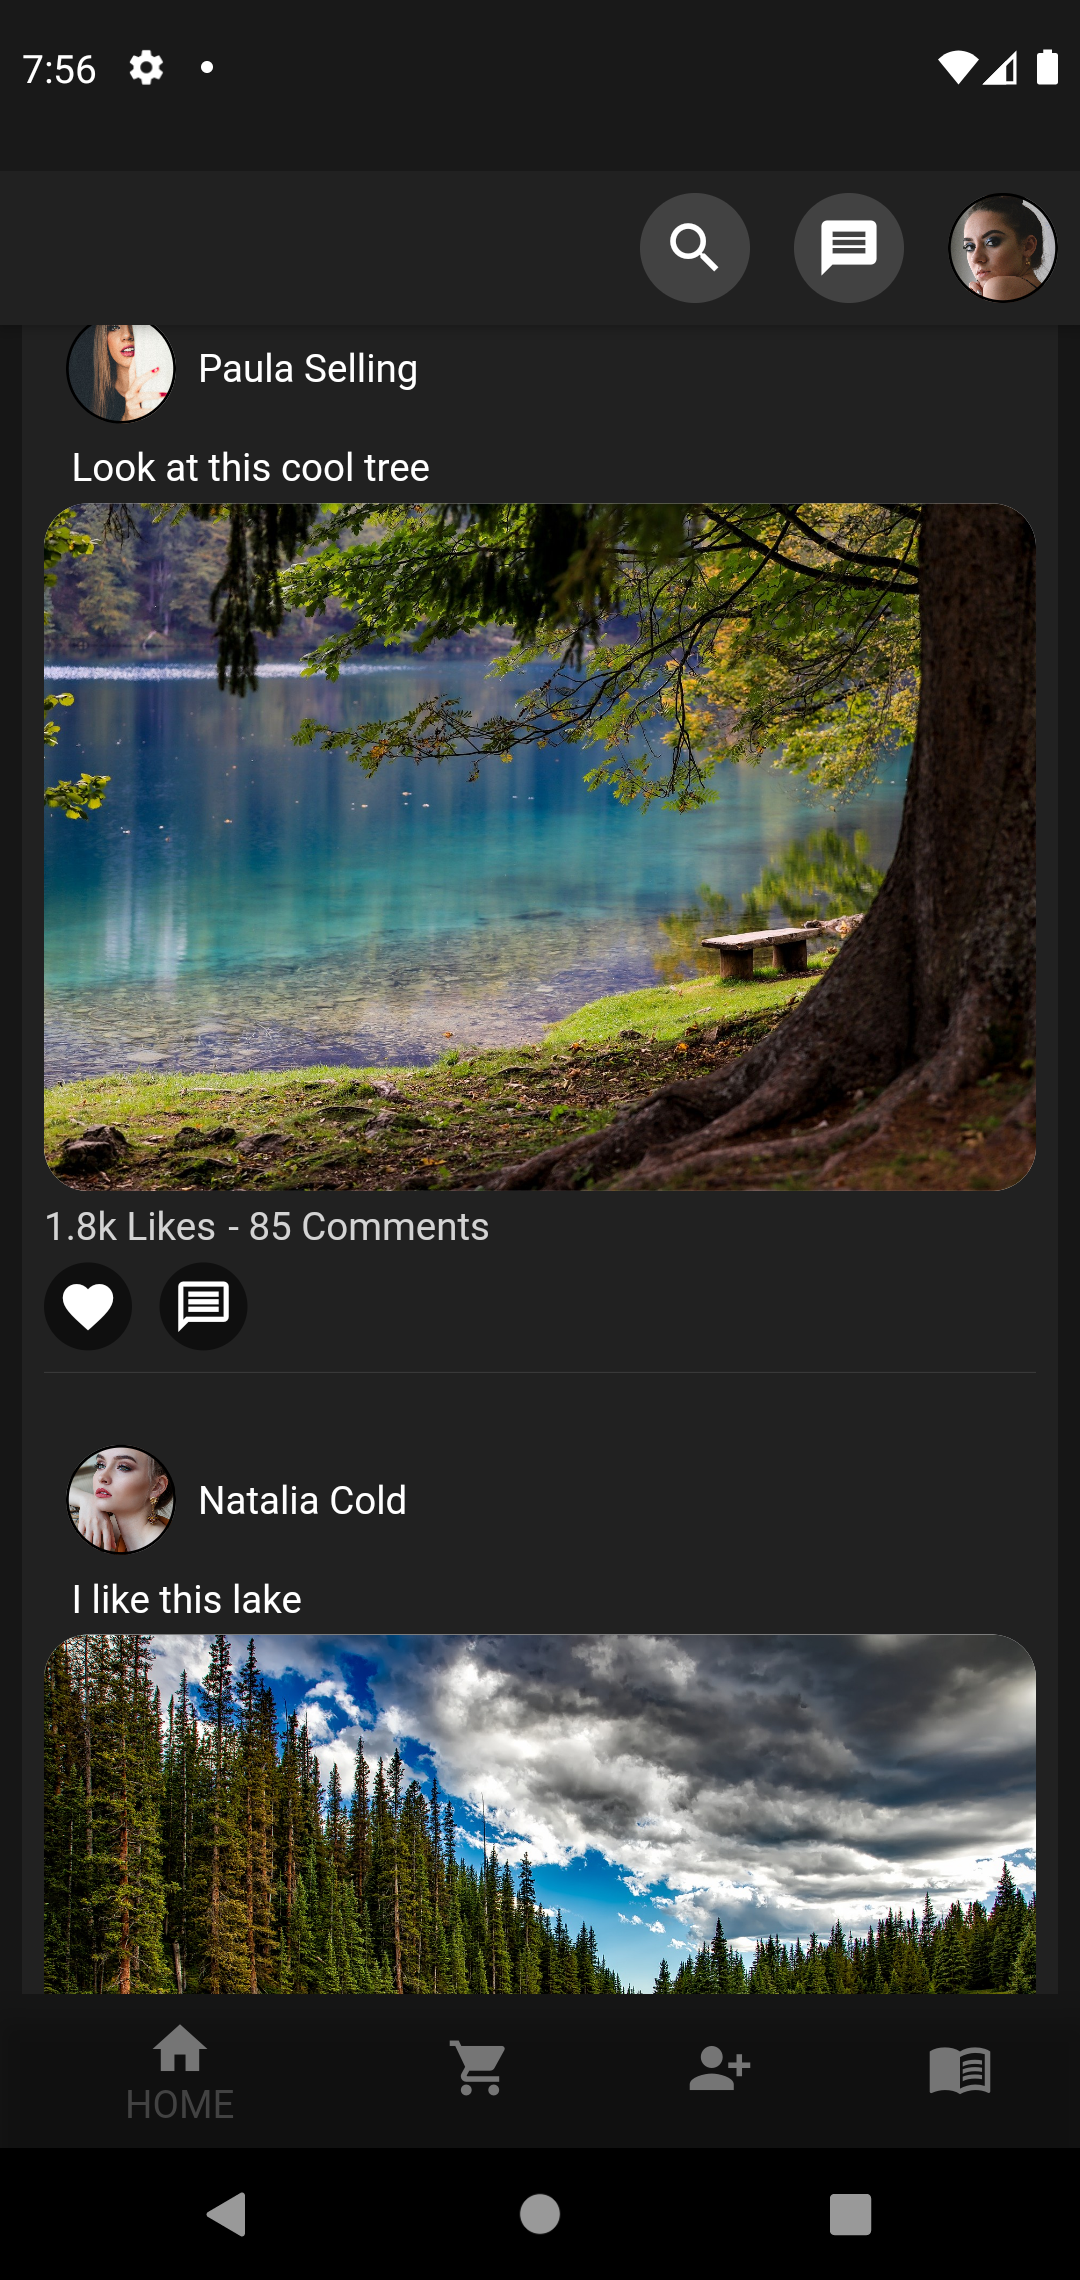 7:56
Paula Selling
Look at this cool tree
1.8k Likes - 85 Comments
Natalia Cold
I like this lake
HOME